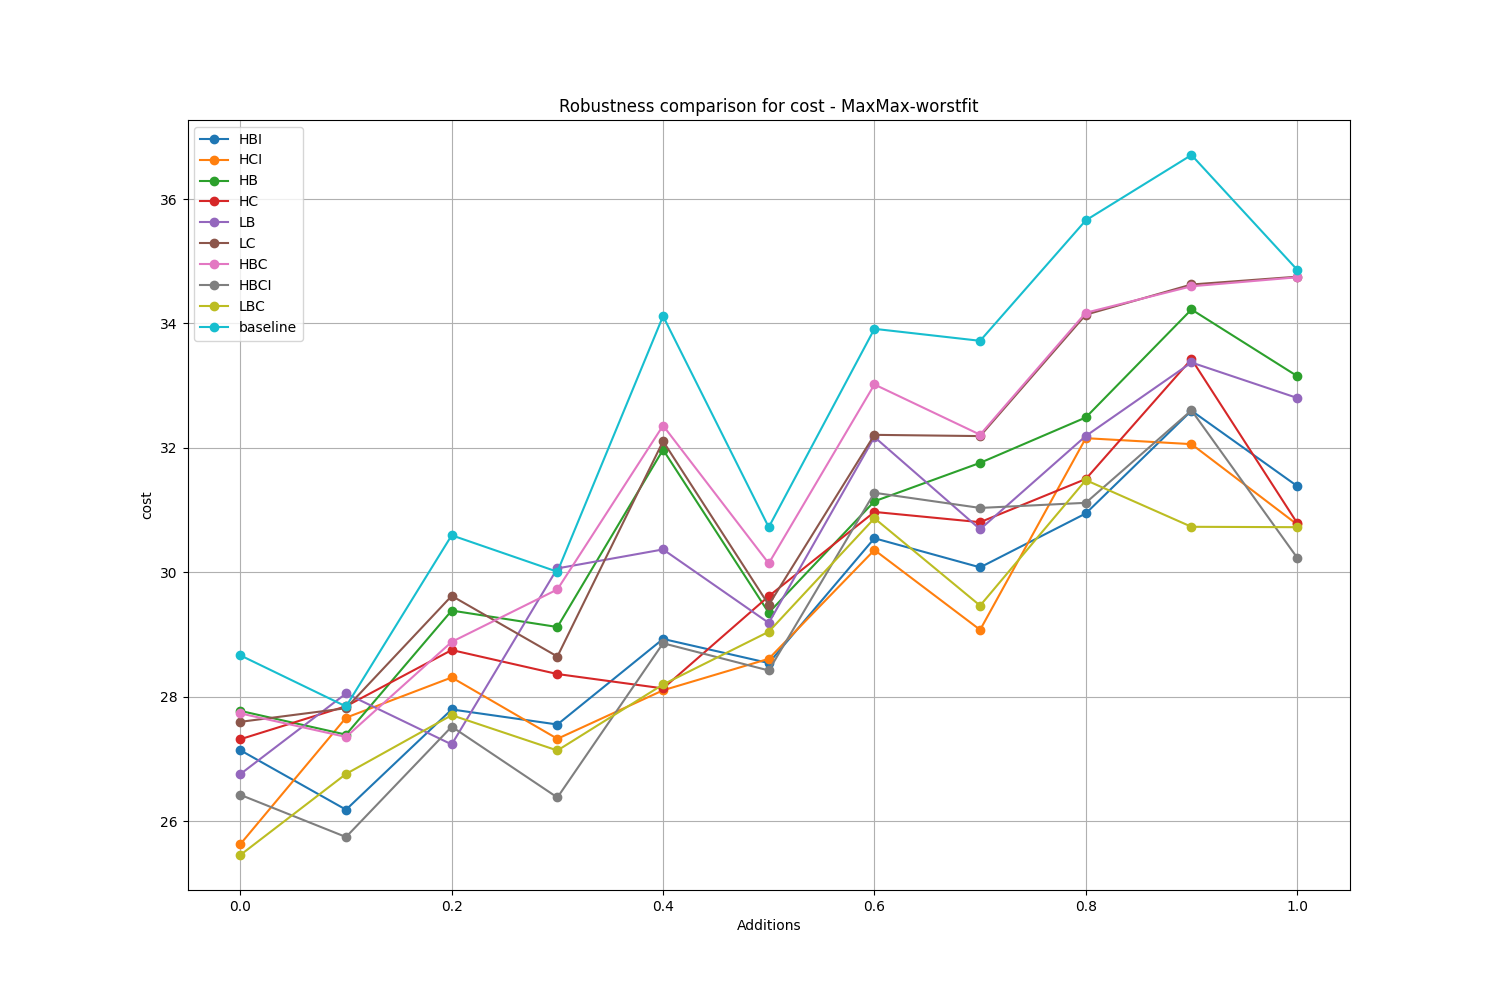 Robustness comparison for cost - MaxMax-worstfit
HBI
HCI
HB
HC
LB
LC
HBC
HBCI
LBC
baseline
36
34
32
30
28
26
cost
0.0 0.2 0.4 0.6 0.8 1.0
Additions